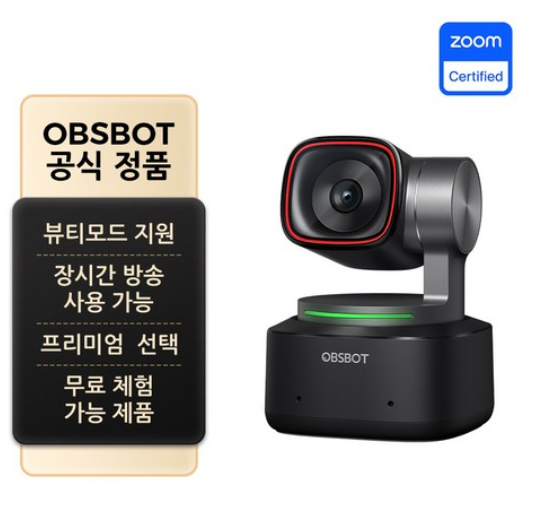 zoom
Certified
OBSBOT
공식 정품
뷰티모드 지원
장시간 방송
사용 가능
프리미엄 선택
무료 체험
가능 제품
OBSBOT